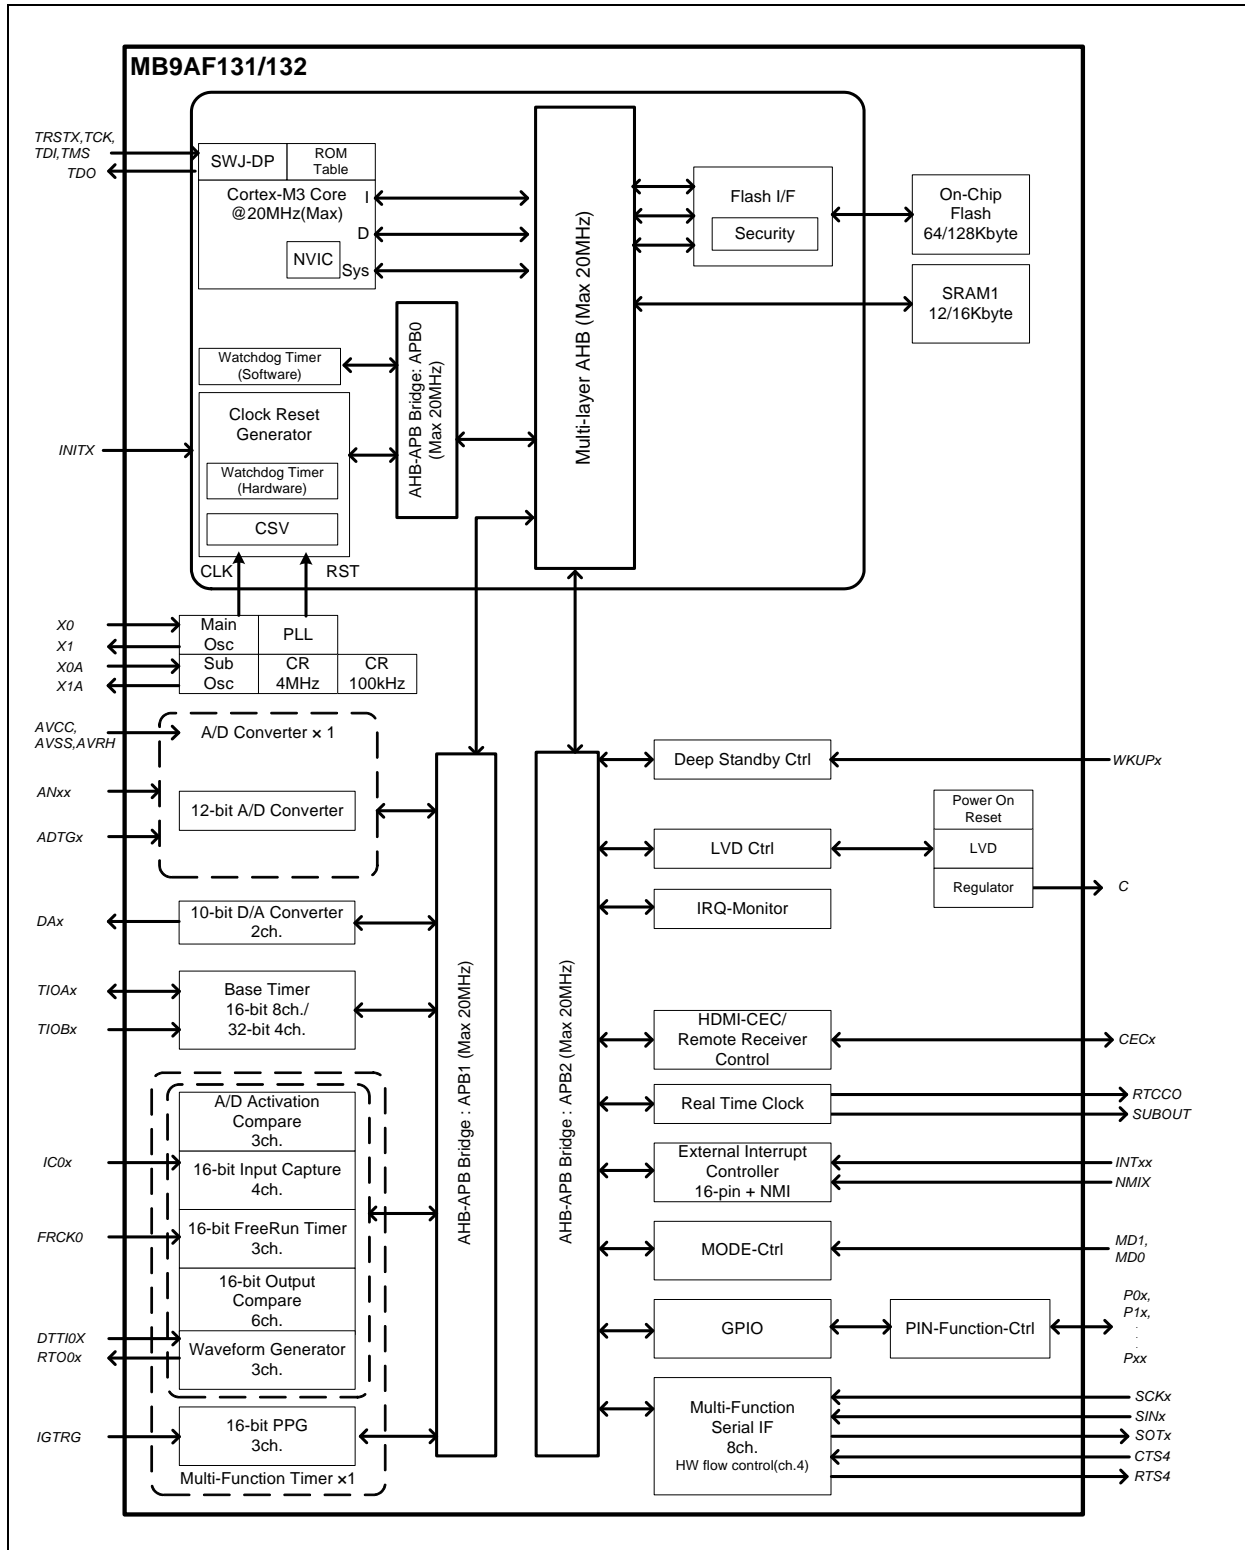 MB9AF131/132
TRSTX,TCK,
TDI,TMS
TDO
SWJ-DP
ROM
Table
Cortex-M3 Core
@20MHz(Max)
I
D
Sys
NVIC
Multi-layer AHB (Max 20MHz)
Flash I/F
Security
On-Chip
Flash
64/128Kbyte
SRAM1
12/16Kbyte
AHB-APB Bridge: APB0
(Max 20MHz)
Watchdog Timer
(Software)
INITX
Clock Reset
Generator
Watchdog Timer
(Hardware)
CSV
CLK
RST
X0
X1
X0A
X1A
Main
Osc
PLL
Sub
Osc
CR
4MHz
CR
100kHz
AVCC,
AVSS,AVRH
ANxx
ADTGx
A/D Converter × 1
12-bit A/D Converter
DAx
10-bit D/A Converter
2ch.
TIOAx
TIOBx
Base Timer
16-bit 8ch./
32-bit 4ch.
A/D Activation
Compare
3ch.
IC0x
16-bit Input Capture
4ch.
FRCK0
16-bit FreeRun Timer
3ch.
16-bit Output
Compare
6ch.
DTTI0X
RTO0x
Waveform Generator
3ch.
IGTRG
16-bit PPG
3ch.
Multi-Function Timer ×1
AHB-APB Bridge : APB1 (Max 20MHz)
AHB-APB Bridge : APB2 (Max 20MHz)
Deep Standby Ctrl
WKUPx
LVD Ctrl
Power On
Reset
LVD
Regulator
C
IRQ-Monitor
HDMI-CEC/
Remote Receiver
Control
CECx
Real Time Clock
RTCCO
SUBOUT
External Interrupt
Controller
16-pin + NMI
INTxx
NMIX
MODE-Ctrl
MD1,
MD0
GPIO
PIN-Function-Ctrl
P0x,
P1x,
.
.
.
Pxx
Multi-Function
Serial IF
8ch.
HW flow control(ch.4)
SCKx
SINx
SOTx
CTS4
RTS4